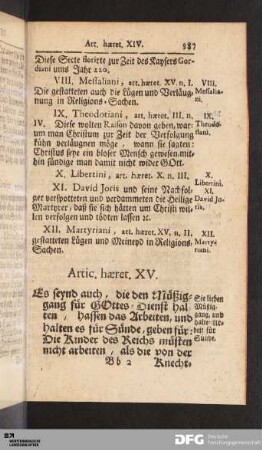 Art. hæret. XIV. 387
Diese Secte florirte zur Zeit des Kaysers Gor-
diani ums Jahr 220.
VIII. Messaliani, art. hæret. XV. n. I.
Die gestatteten auch die Lügen und Verläug-
nung in Religions-Sachen.
VIII.
Messalia-
ni.
IX. Theodotiani, art. hæret. III. n.
IV. Diese wolten Raison davon geben, war-
um man Christum zur Zeit der Verfolgung
kühn verläugnen möge, wann sie sagten:
Christus seye ein bloser Mensch gewesen, mit-
hin sündige man damit nicht wider GOtt.
IX.
Theodo-
tiani.
X. Libertini, art. hæret. X. n. III.
X.
Libertini.
XI. David Joris und seine Nachfol-
ger verspotteten und verdammeten die Heilige
Martyrer, daß sie sich hätten um Christi wil-
len verfolgen und tödten lassen ꝛc.
XI.
David Jo-
ris.
XII. Martyriani, art. hæret. XV. n. II.
gestatteten Lügen und Meineyd in Religions-
Sachen.
XII.
Martyr-
iani.
Artic. hæret. XV.
Es seynd auch, die den Müßig-
gang für GOttes-Dienst hal-
ten, hassen das Arbeiten, und
halten es für Sünde, geben für:
Die Kinder des Reichs müsten
nicht arbeiten, als die von der
Sie lieben
Müßig-
gang, und
halten Ar-
beit für
Sünde.
Bb 2 Knecht-
DFG Deutsche
Forschungsgemeinschaft